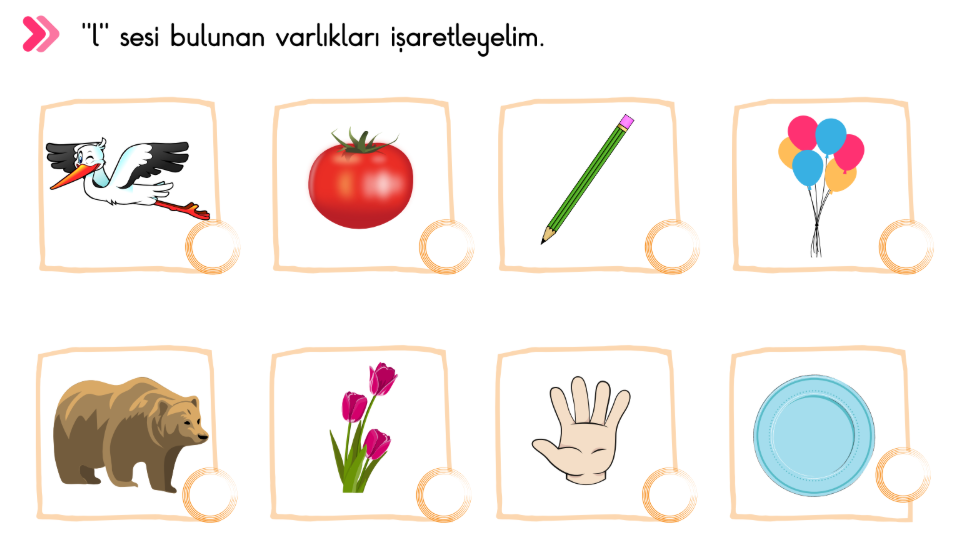 "l" sesi bulunan varlıkları işaretleyelim.